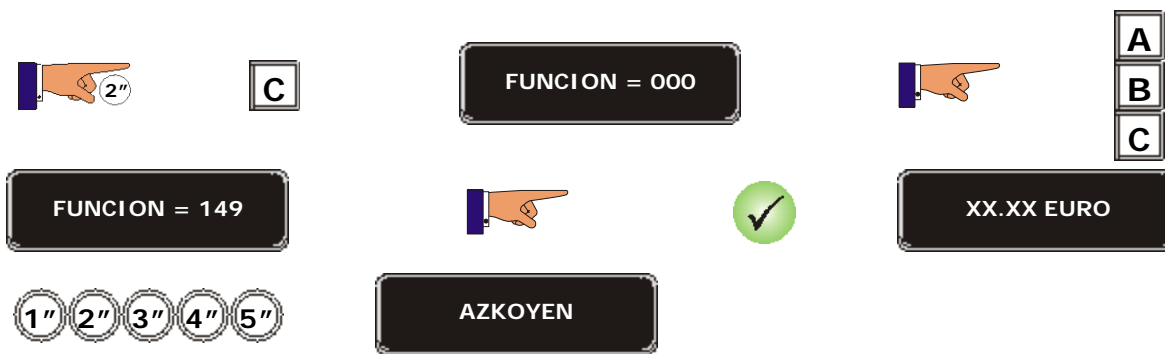 2"
C
FUNCION = 000
A
B
C
FUNCION = 149
XX.XX EURO
1" 2" 3" 4" 5"
AZKOYEN